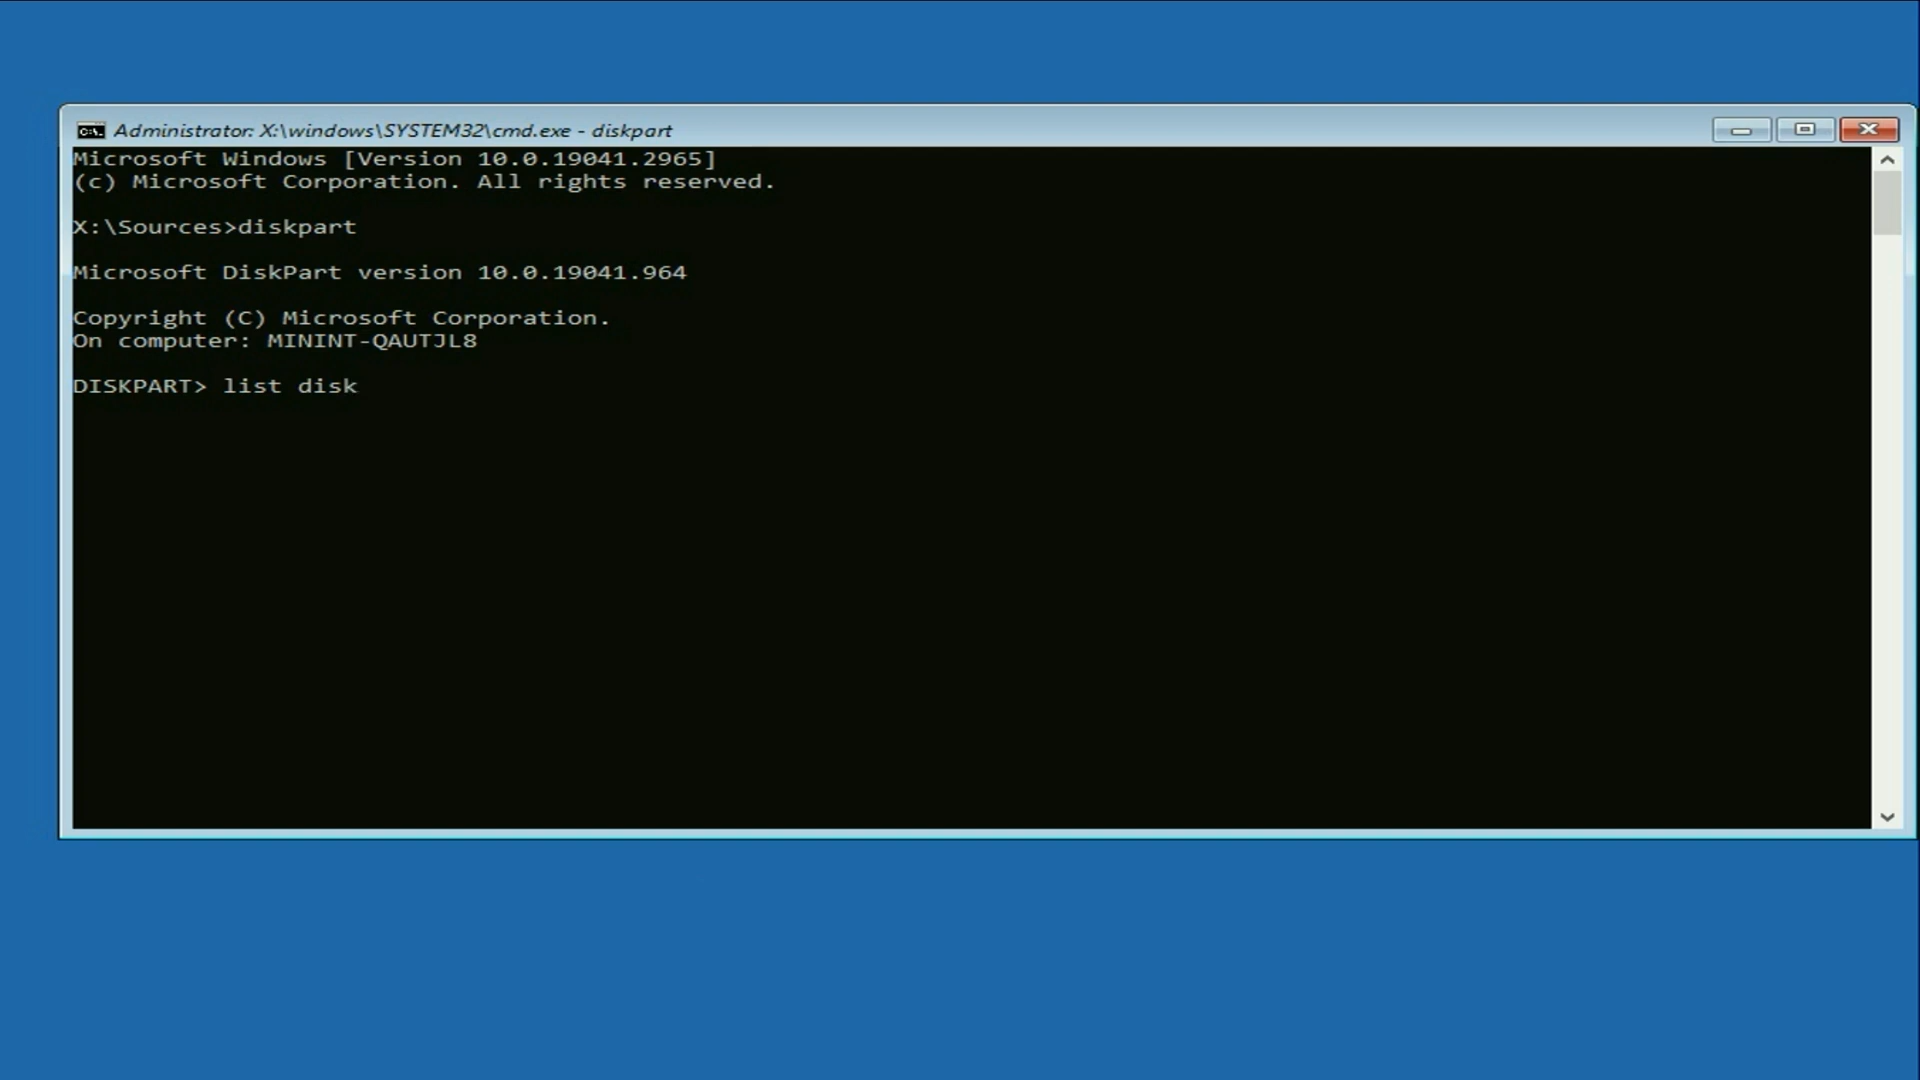 Administrator: X:\windows\SYSTEM32\cmd.exe - diskpart
Microsoft Windows [Version 10.0.19041.2965]
(c) Microsoft Corporation. All rights reserved.
X:\Sources>diskpart
Microsoft DiskPart version 10.0.19041.964
Copyright (C) Microsoft Corporation.
On computer: MININT-QAUTJL8
DISKPART> list disk